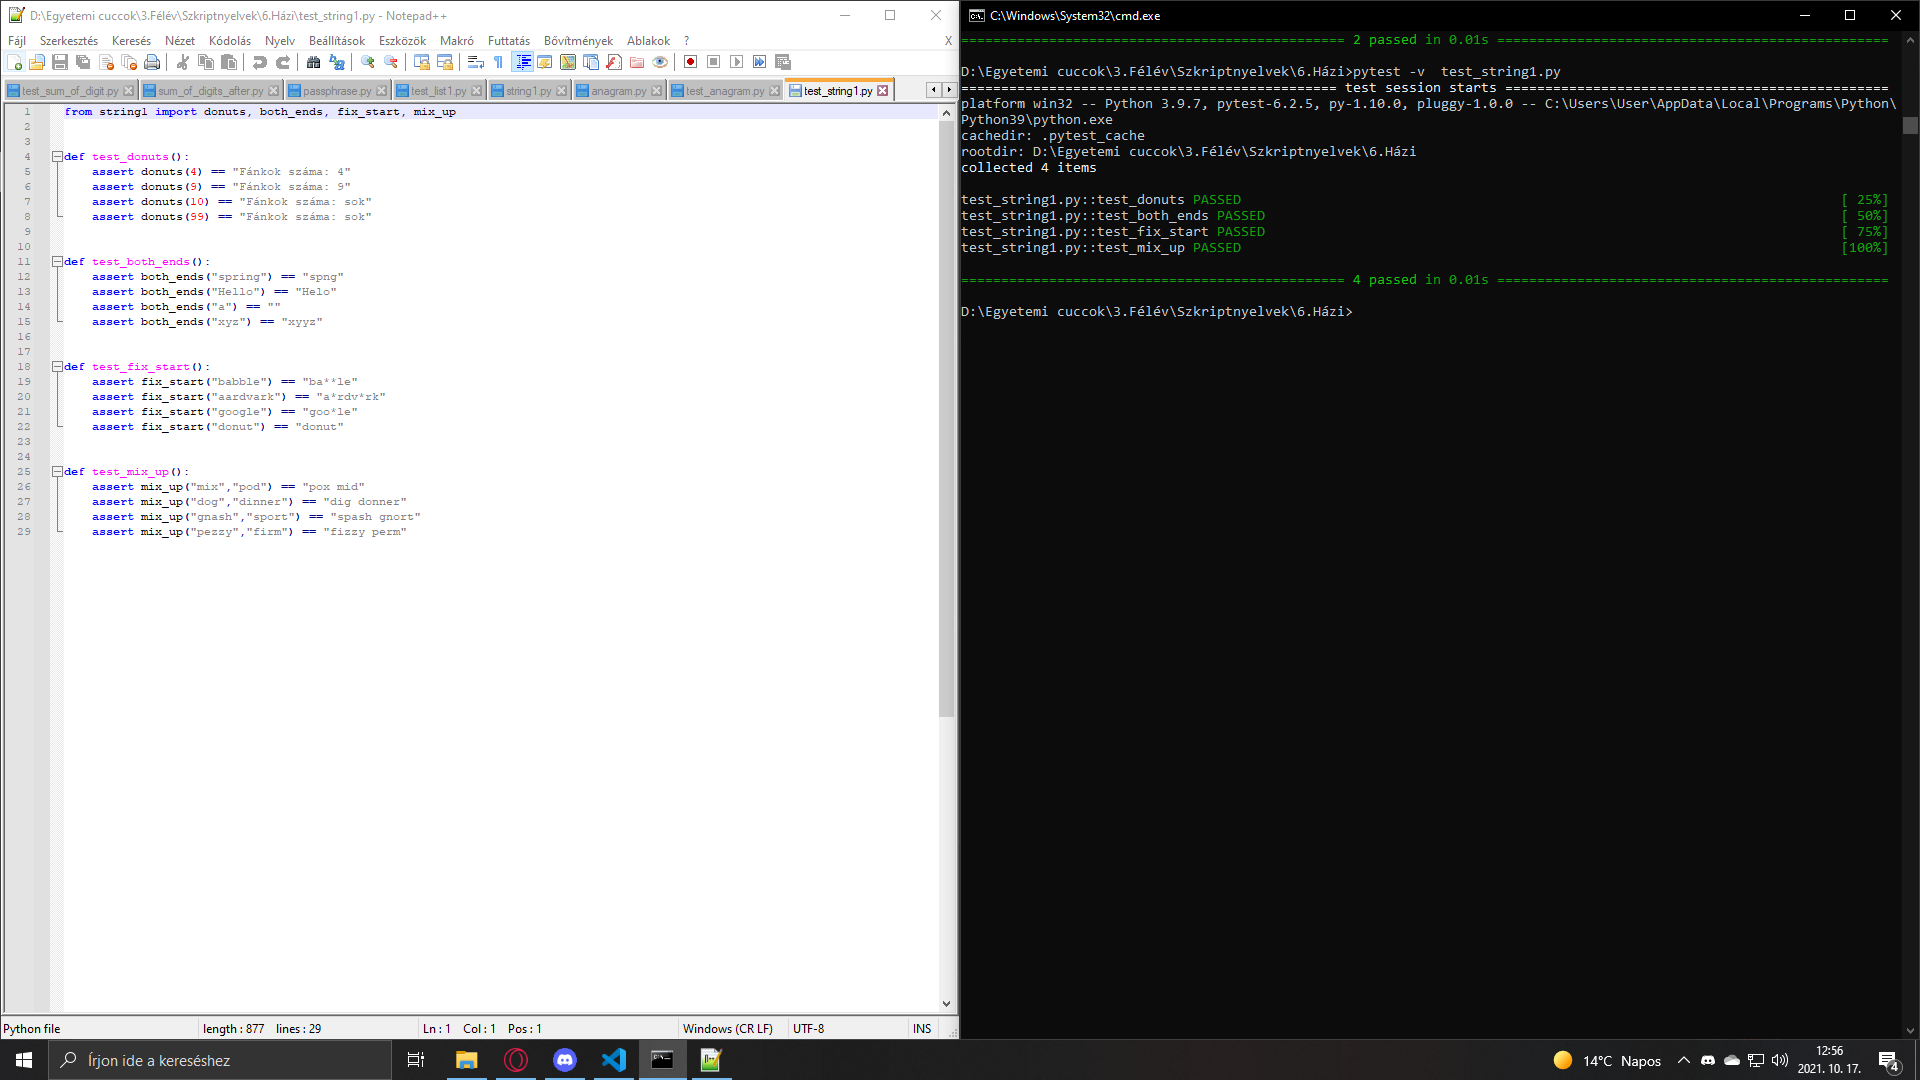 D:\Egyetemi cuccok\3.Félév\Szkriptnyelvek\6.Házi\test_string1.py - Notepad++
Fájl Szerkesztés Keresés Nézet Kódolás Nyelv Beállítások Eszközök Makró Futtatás Bővítmények Ablakok ? X
test_sum_of_digit.py sum_of_digits_after.py passphrase.py test_list1.py string1.py anagram.py test_anagram.py test_string1.py
1 from string1 import donuts, both_ends, fix_start, mix_up
2
3
4 def test_donuts():
5 assert donuts(4) == "Fánkok száma: 4"
6 assert donuts(9) == "Fánkok száma: 9"
7 assert donuts(10) == "Fánkok száma: sok"
8 assert donuts(99) == "Fánkok száma: sok"
9
10
11 def test_both_ends():
12 assert both_ends("spring") == "spng"
13 assert both_ends("Hello") == "Helo"
14 assert both_ends("a") == ""
15 assert both_ends("xyz") == "xyyz"
16
17
18 def test_fix_start():
19 assert fix_start("babble") == "ba**le"
20 assert fix_start("aardvark") == "a*rdv*rk"
21 assert fix_start("google") == "goo*le"
22 assert fix_start("donut") == "donut"
23
24
25 def test_mix_up():
26 assert mix_up("mix","pod") == "pox mid"
27 assert mix_up("dog","dinner") == "dig donner"
28 assert mix_up("gnash","sport") == "spash gnort"
29 assert mix_up("pezzy","firm") == "fizzy perm"
Python file length : 877 lines : 29 Ln : 1 Col : 1 Pos : 1 Windows (CR LF) UTF-8 INS
C:\Windows\System32\cmd.exe
================================================ 2 passed in 0.01s =================================================
D:\Egyetemi cuccok\3.Félév\Szkriptnyelvek\6.Házi>pytest -v  test_string1.py
=============================================== test session starts ================================================
platform win32 -- Python 3.9.7, pytest-6.2.5, py-1.10.0, pluggy-1.0.0 -- C:\Users\User\AppData\Local\Programs\Python\
Python39\python.exe
cachedir: .pytest_cache
rootdir: D:\Egyetemi cuccok\3.Félév\Szkriptnyelvek\6.Házi
collected 4 items
test_string1.py::test_donuts PASSED [ 25%]
test_string1.py::test_both_ends PASSED [ 50%]
test_string1.py::test_fix_start PASSED [ 75%]
test_string1.py::test_mix_up PASSED [100%]
================================================ 4 passed in 0.01s =================================================
D:\Egyetemi cuccok\3.Félév\Szkriptnyelvek\6.Házi>
Írjon ide a kereséshez
14°C Napos
12:56
2021. 10. 17.
4